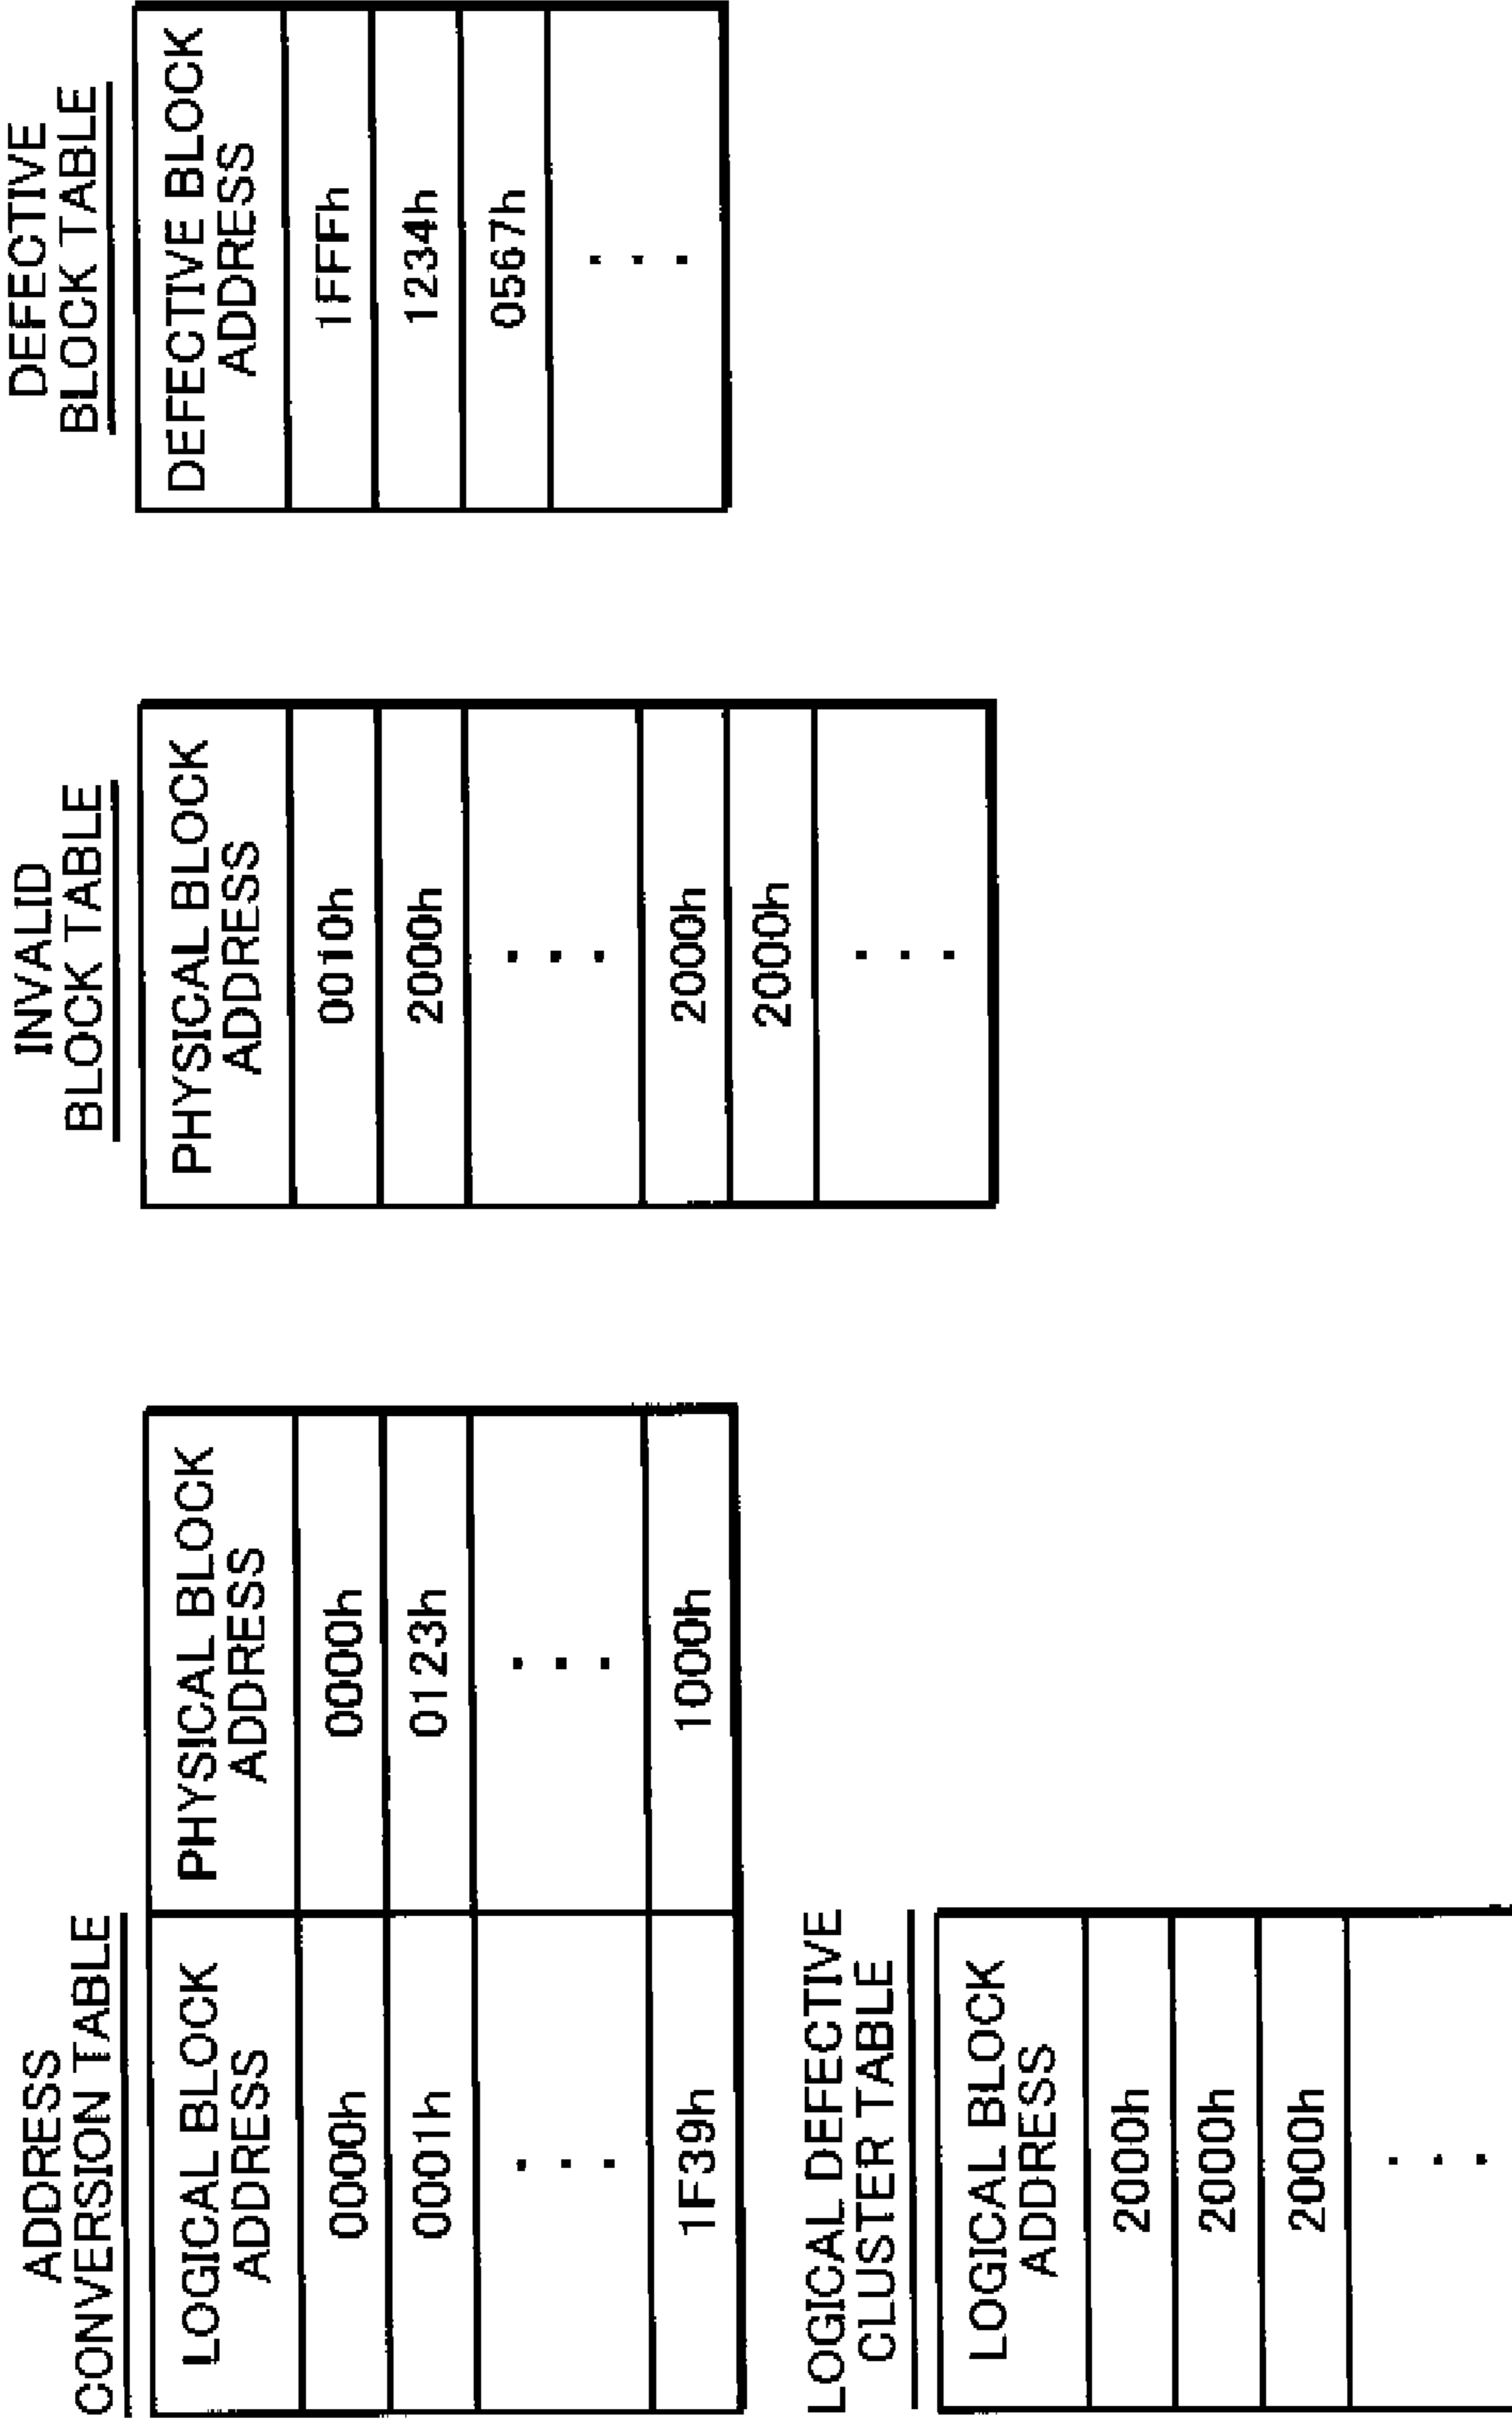 ADDRESS
CONVERSION TABLE
LOGICAL BLOCK
ADDRESS
PHYSICAL BLOCK
ADDRESS
0000h
0000h
0001h
0123h
. . .
. . .
1F39h
1000h
INVALID
BLOCK TABLE
PHYSICAL BLOCK
ADDRESS
0010h
2000h
. . .
2000h
2000h
. . .
DEFECTIVE
BLOCK TABLE
DEFECTIVE BLOCK
ADDRESS
1FFFh
1234h
0567h
. . .
LOGICAL DEFECTIVE
CLUSTER TABLE
LOGICAL BLOCK
ADDRESS
2000h
2000h
2000h
. . .